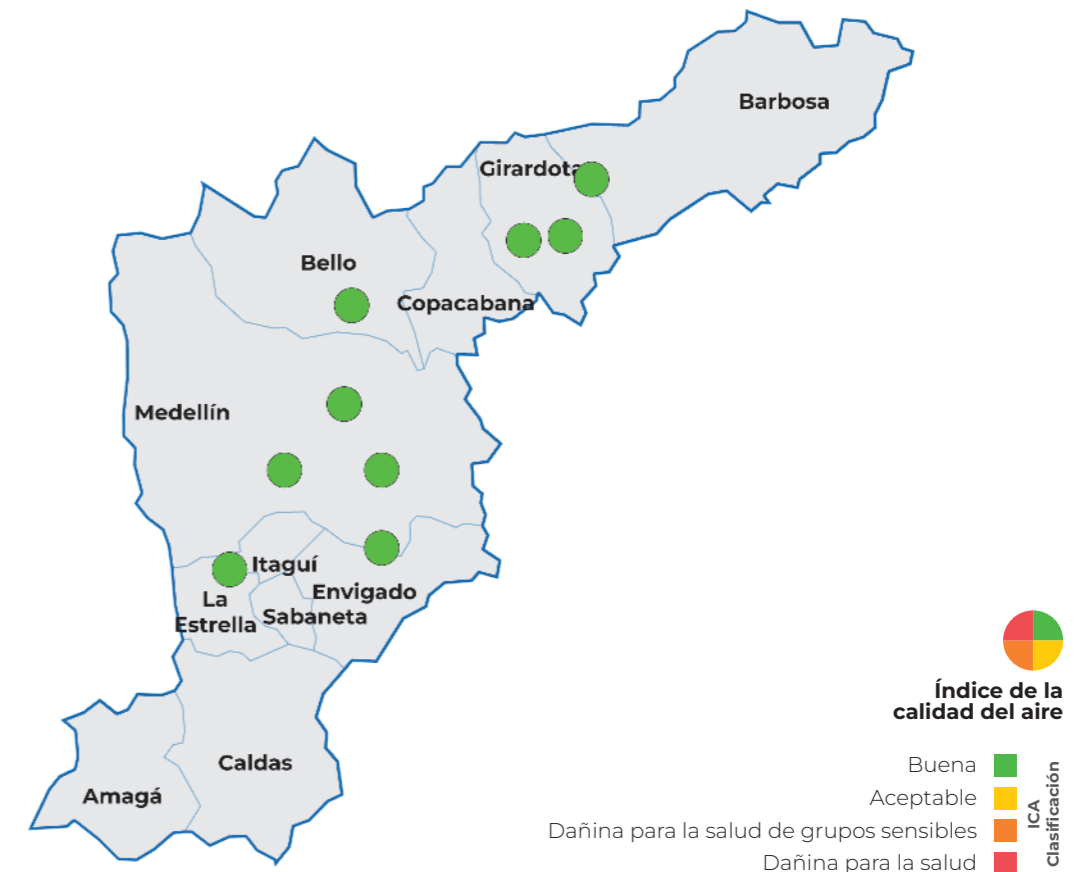 Barbosa
Girardota
Bello
Copacabana
Medellín
Itaguí
Envigado
La
Estrella
Sabaneta
Caldas
Amagá
Índice de la
calidad del aire
Buena
Aceptable
Dañina para la salud de grupos sensibles
Dañina para la salud
ICA
Clasificación